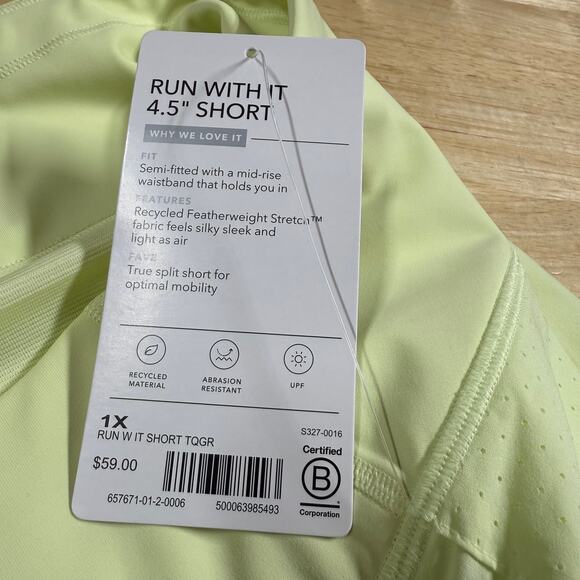 RUN WITH IT
4.5" SHORT
WHY WE LOVE IT
FIT
Semi-fitted with a mid-rise
waistband that holds you in
FEATURES
Recycled Featherweight Stretch™
fabric feels silky sleek and
light as air
FAVE
True split short for
optimal mobility
RECYCLED
MATERIAL
ABRASION
RESISTANT
UPF
1X
RUN W IT SHORT TQGR
S327-0016
$59.00
657671-01-2-0006
500063985493
Certified
B
Corporation